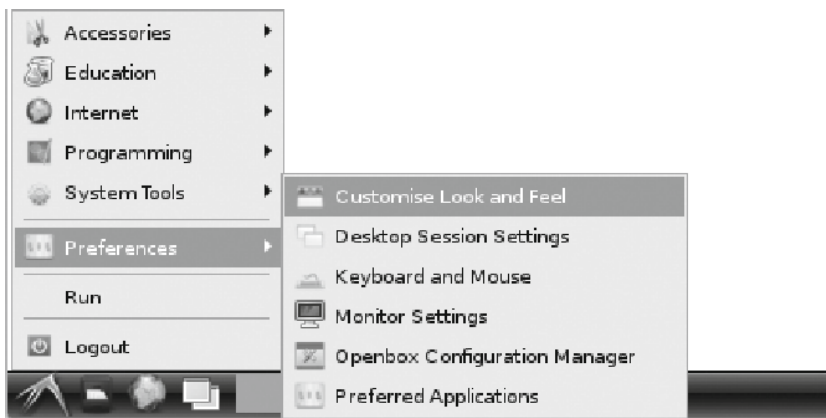 Accessories
Education
Internet
Programming
System Tools
Preferences
Run
Logout
Customise Look and Feel
Desktop Session Settings
Keyboard and Mouse
Monitor Settings
Openbox Configuration Manager
Preferred Applications